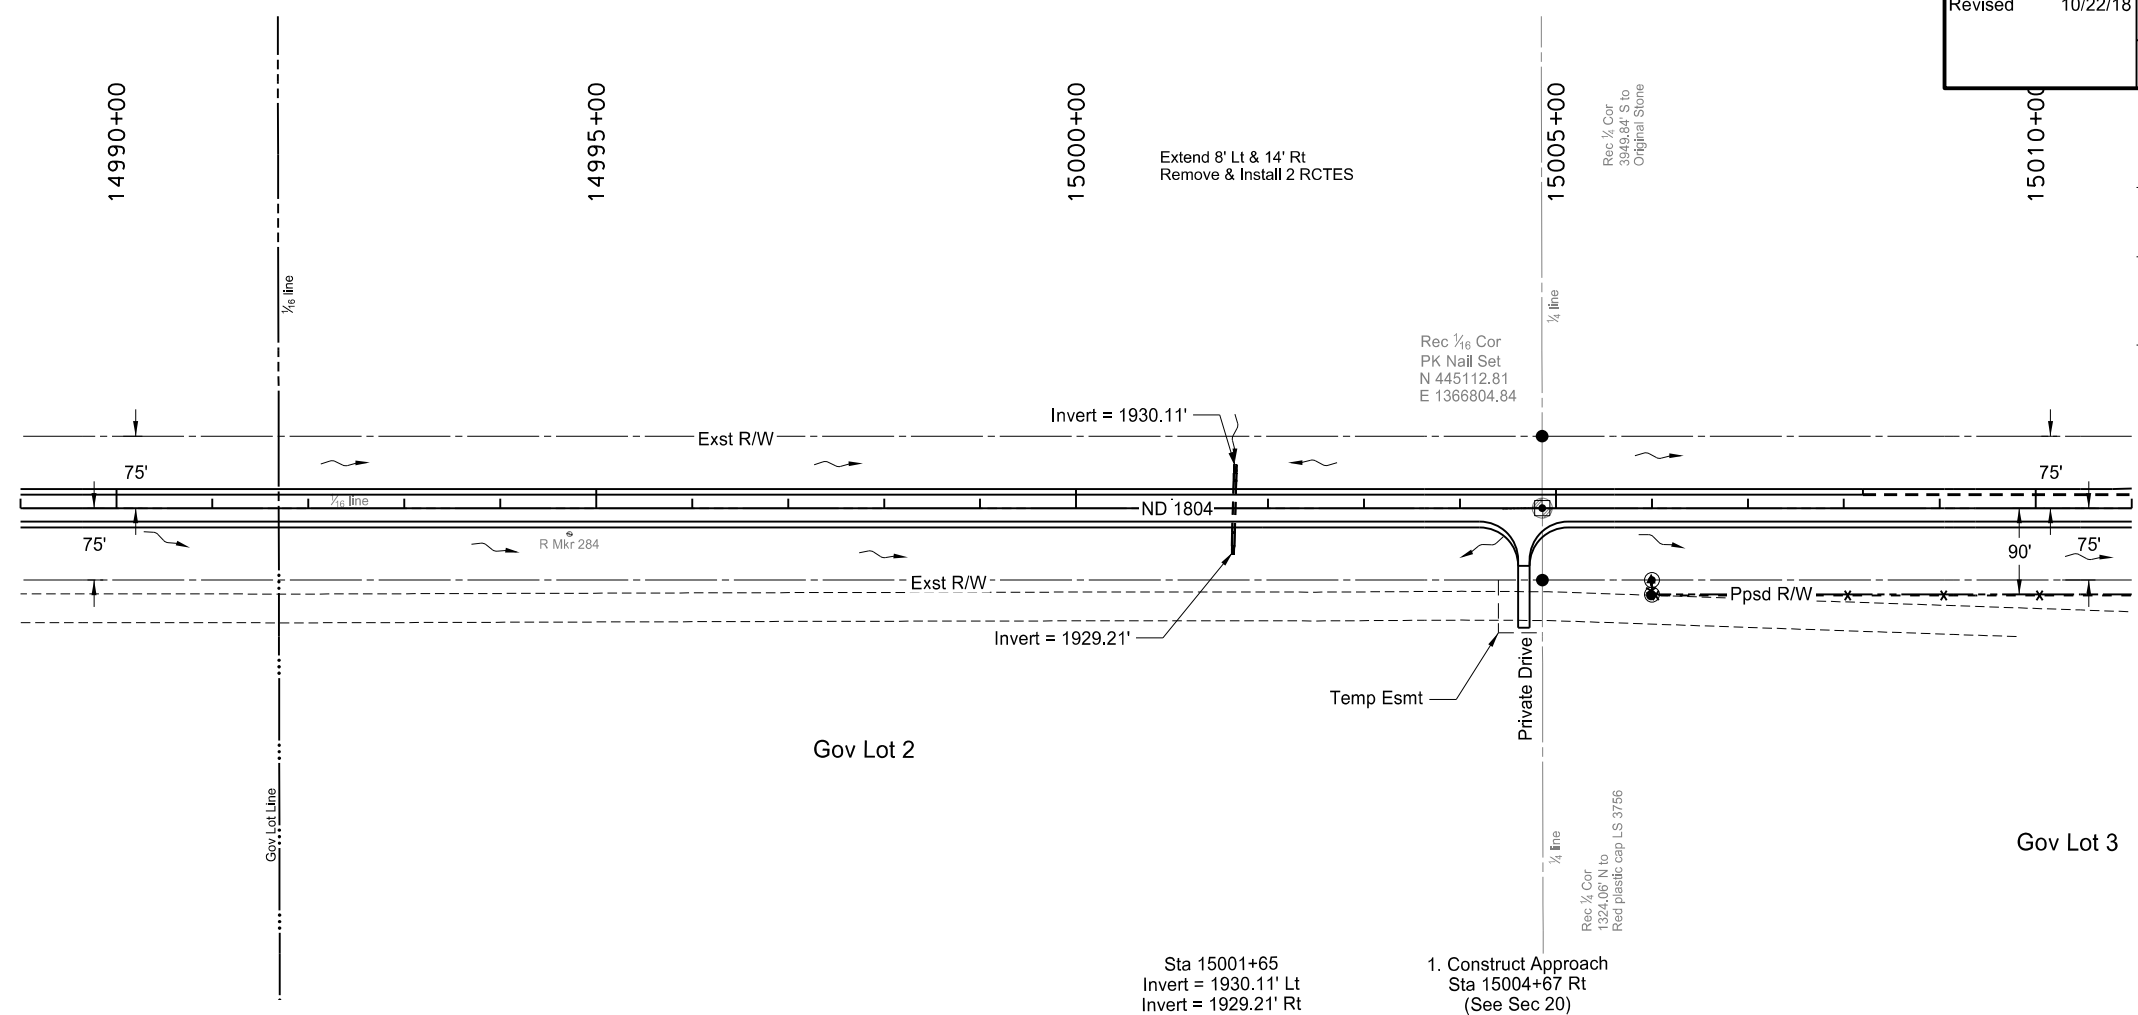 Revised 10/22/18
14990+00
14995+00
15000+00
15005+00
15010+00
Extend 8' Lt & 14' Rt
Remove & Install 2 RCTES
Rec ¼ Cor
3949.84' S to
Original Stone
1/16 line
¼ line
Rec 1/16 Cor
PK Nail Set
N 445112.81
E 1366804.84
Invert = 1930.11'
Exst R/W
75'
75'
1/16 line
ND 1804
75'
R Mkr 284
90'
75'
Exst R/W
Ppsd R/W
Invert = 1929.21'
Temp Esmt
Private Drive
Gov Lot 2
Gov Lot Line
¼ line
Rec ¼ Cor
1324.06' N to
Red plastic cap LS 3756
Gov Lot 3
Sta 15001+65
Invert = 1930.11' Lt
Invert = 1929.21' Rt
1. Construct Approach
Sta 15004+67 Rt
(See Sec 20)